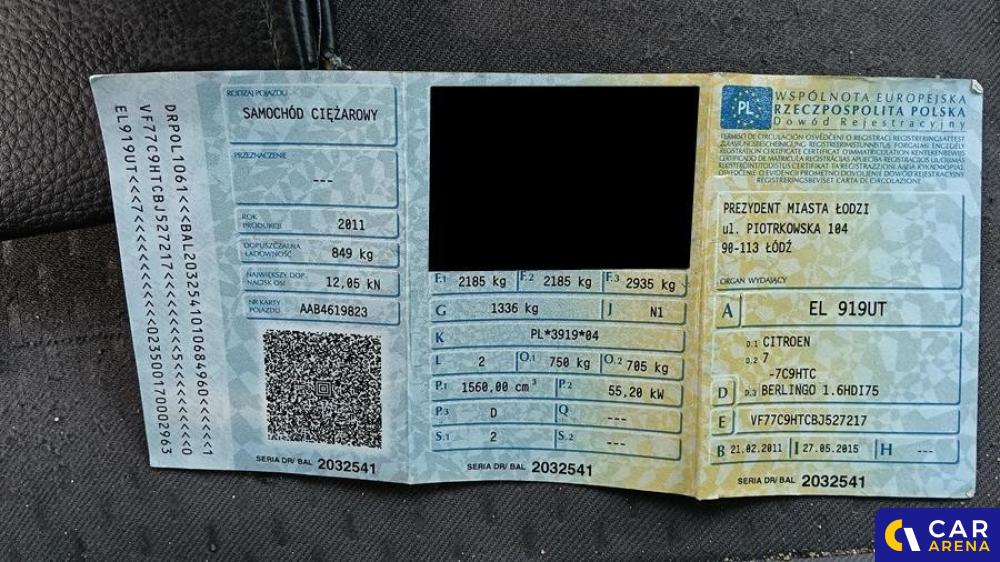 DRPOL1061<<<BAL20325410106849600<<<<<<1
VF77C9HTCBJ527217<<<<<<<<<5<<<<<<<<0
EL919UT<<7<<<<<<<<<<<<023500170002963
RODZAJ POJAZDU
SAMOCHÓD CIĘŻAROWY
PRZEZNACZENIE
---
ROK PRODUKCJI 2011
DOPUSZCZALNA ŁADOWNOŚĆ 849 kg
NAJWIĘKSZY DOP. NACISK OSI 12,05 kN
NR KARTY POJAZDU AAB4619823
SERIA DR/ BAL 2032541
F.1 2185 kg F.2 2185 kg F.3 2935 kg
G 1336 kg J N1
K PL*3919*04
L 2 O.1 750 kg O.2 705 kg
P.1 1560,00 cm³ P.2 55,20 kW
P.3 D Q ---
S.1 2 S.2 ---
SERIA DR/ BAL 2032541
PL
WSPÓLNOTA EUROPEJSKA
RZECZPOSPOLITA POLSKA
Dowód Rejestracyjny
PREZYDENT MIASTA ŁODZI
ul. PIOTRKOWSKA 104
90-113 ŁÓDŹ
ORGAN WYDAJĄCY
A EL 919UT
D.1 CITROEN
D.2 7
-7C9HTC
D D.3 BERLINGO 1.6HDI75
E VF77C9HTCBJ527217
B 21.02.2011 I 27.05.2015 H ---
SERIA DR/ BAL 2032541
CAR
ARENA